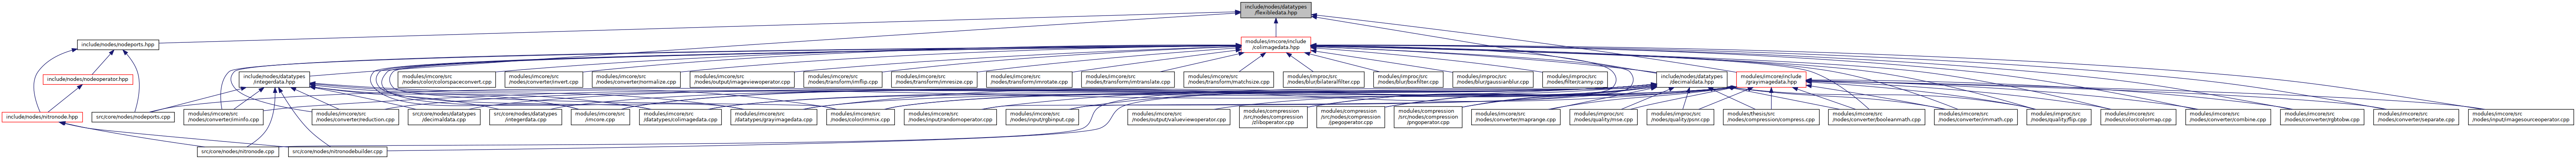 include/nodes/datatypes
/flexibledata.hpp
include/nodes/nodeports.hpp
modules/imcore/include
/colimagedata.hpp
include/nodes/nodeoperator.hpp
include/nodes/datatypes
/integerdata.hpp
modules/imcore/src
/nodes/color/colorspaceconvert.cpp
modules/imcore/src
/nodes/converter/invert.cpp
modules/imcore/src
/nodes/converter/normalize.cpp
modules/imcore/src
/nodes/output/imageviewoperator.cpp
modules/imcore/src
/nodes/transform/imflip.cpp
modules/imcore/src
/nodes/transform/imresize.cpp
modules/imcore/src
/nodes/transform/imrotate.cpp
modules/imcore/src
/nodes/transform/imtranslate.cpp
modules/imcore/src
/nodes/transform/matchsize.cpp
modules/improc/src
/nodes/blur/bilateralfilter.cpp
modules/improc/src
/nodes/blur/boxfilter.cpp
modules/improc/src
/nodes/blur/gaussianblur.cpp
modules/improc/src
/nodes/filter/canny.cpp
include/nodes/datatypes
/decimaldata.hpp
modules/imcore/include
/grayimagedata.hpp
include/nodes/nitronode.hpp
src/core/nodes/nodeports.cpp
modules/imcore/src
/nodes/converter/iminfo.cpp
modules/imcore/src
/nodes/converter/reduction.cpp
src/core/nodes/datatypes
/decimaldata.cpp
src/core/nodes/datatypes
/integerdata.cpp
modules/imcore/src
/imcore.cpp
modules/imcore/src
/datatypes/colimagedata.cpp
modules/imcore/src
/datatypes/grayimagedata.cpp
modules/imcore/src
/nodes/color/immix.cpp
modules/imcore/src
/nodes/input/randomoperator.cpp
modules/imcore/src
/nodes/input/rgbinput.cpp
modules/imcore/src
/nodes/output/valueviewoperator.cpp
modules/compression
/src/nodes/compression
/zliboperator.cpp
modules/compression
/src/nodes/compression
/jpegoperator.cpp
modules/compression
/src/nodes/compression
/pngoperator.cpp
modules/imcore/src
/nodes/converter/maprange.cpp
modules/improc/src
/nodes/quality/mse.cpp
modules/improc/src
/nodes/quality/psnr.cpp
modules/thesis/src
/nodes/compression/compress.cpp
modules/imcore/src
/nodes/converter/booleanmath.cpp
modules/imcore/src
/nodes/converter/immath.cpp
modules/improc/src
/nodes/quality/flip.cpp
modules/imcore/src
/nodes/color/colormap.cpp
modules/imcore/src
/nodes/converter/combine.cpp
modules/imcore/src
/nodes/converter/rgbtobw.cpp
modules/imcore/src
/nodes/converter/separate.cpp
modules/imcore/src
/nodes/input/imagesourceoperator.cpp
src/core/nodes/nitronode.cpp
src/core/nodes/nitronodebuilder.cpp